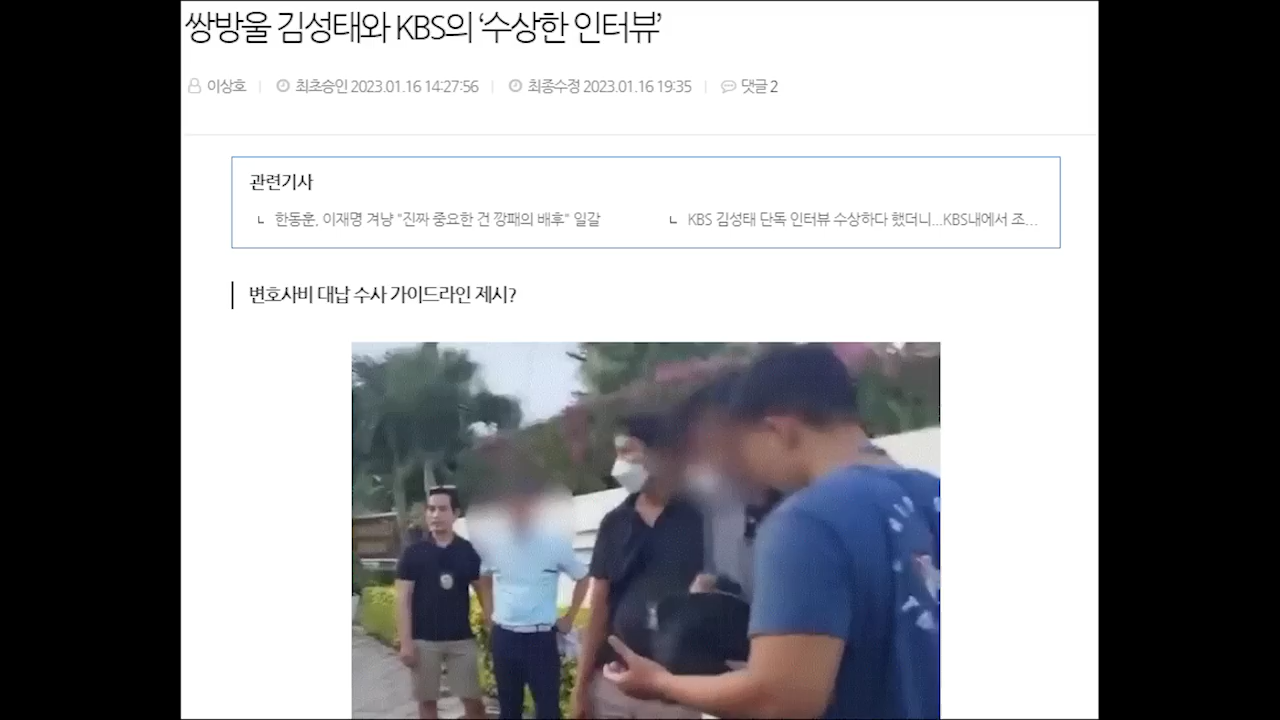 쌍방울 김성태와 KBS의 ‘수상한 인터뷰’
이상호 최초승인 2023.01.16 14:27:56 최종수정 2023.01.16 19:35 댓글 2
관련기사
ㄴ 한동훈, 이재명 겨냥 "진짜 중요한 건 깡패의 배후" 일갈 ㄴ KBS 김성태 단독 인터뷰 수상하다 했더니...KBS내에서 조...
변호사비 대납 수사 가이드라인 제시?